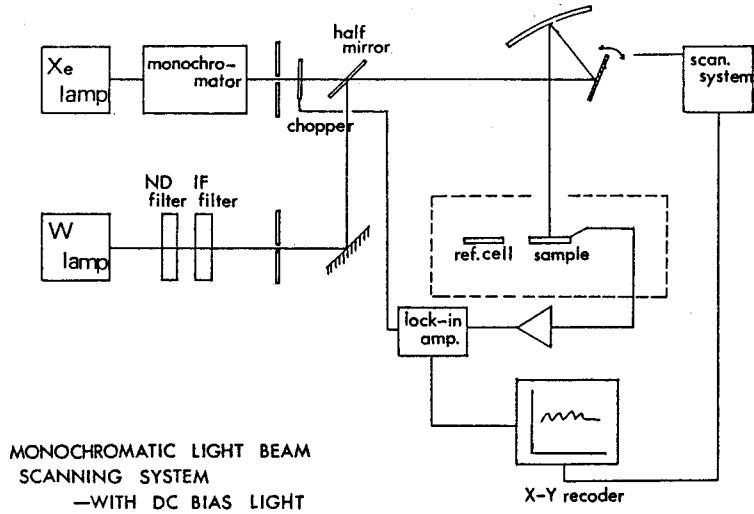 Xe
lamp
monochro-
mator
half
mirror
chopper
scan.
system
ND
filter
IF
filter
W
lamp
ref.cell
sample
lock-in
amp.
X-Y recoder
MONOCHROMATIC LIGHT BEAM
SCANNING SYSTEM
—WITH DC BIAS LIGHT